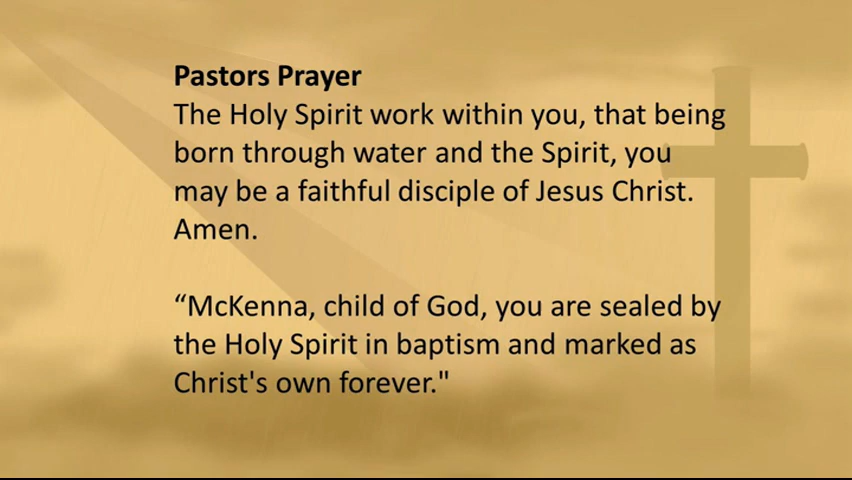 Pastors Prayer
The Holy Spirit work within you, that being
born through water and the Spirit, you
may be a faithful disciple of Jesus Christ.
Amen.
“McKenna, child of God, you are sealed by
the Holy Spirit in baptism and marked as
Christ's own forever."